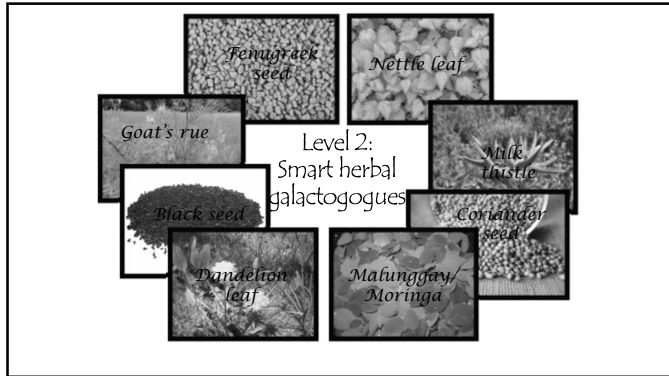 Fenugreek
seed
Nettle leaf
Goat's rue
Level 2:
Smart herbal
galactogogues
Milk
thistle
Black seed
Coriander
seed
Dandelion
leaf
Malunggay/
Moringa